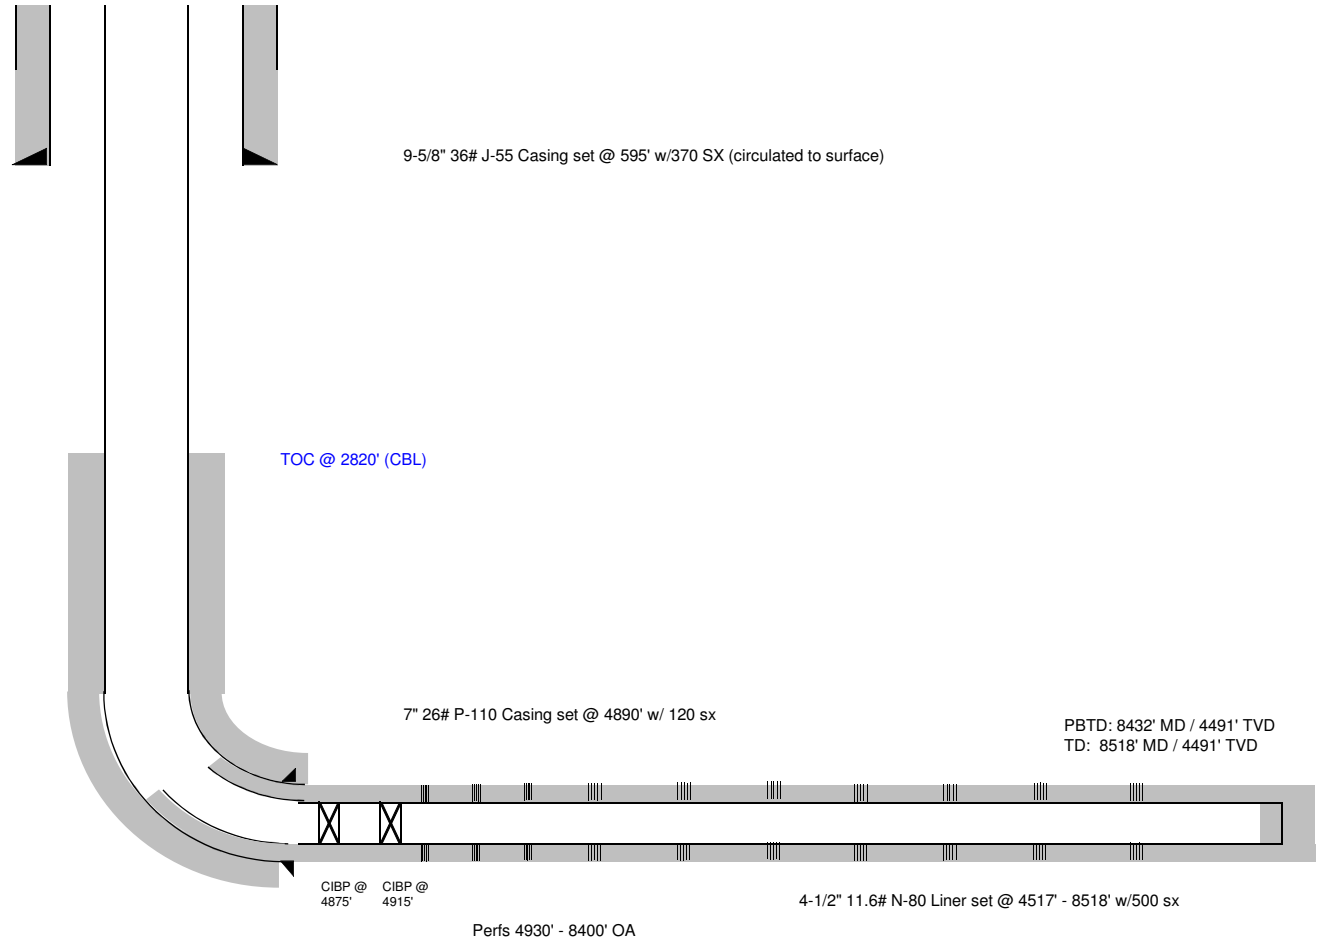 9-5/8" 36# J-55 Casing set @ 595' w/370 SX (circulated to surface)
TOC @ 2820' (CBL)
7" 26# P-110 Casing set @ 4890' w/ 120 sx
PBTD: 8432' MD / 4491' TVD
TD: 8518' MD / 4491' TVD
CIBP @
4875'
CIBP @
4915'
4-1/2" 11.6# N-80 Liner set @ 4517' - 8518' w/500 sx
Perfs 4930' - 8400' OA